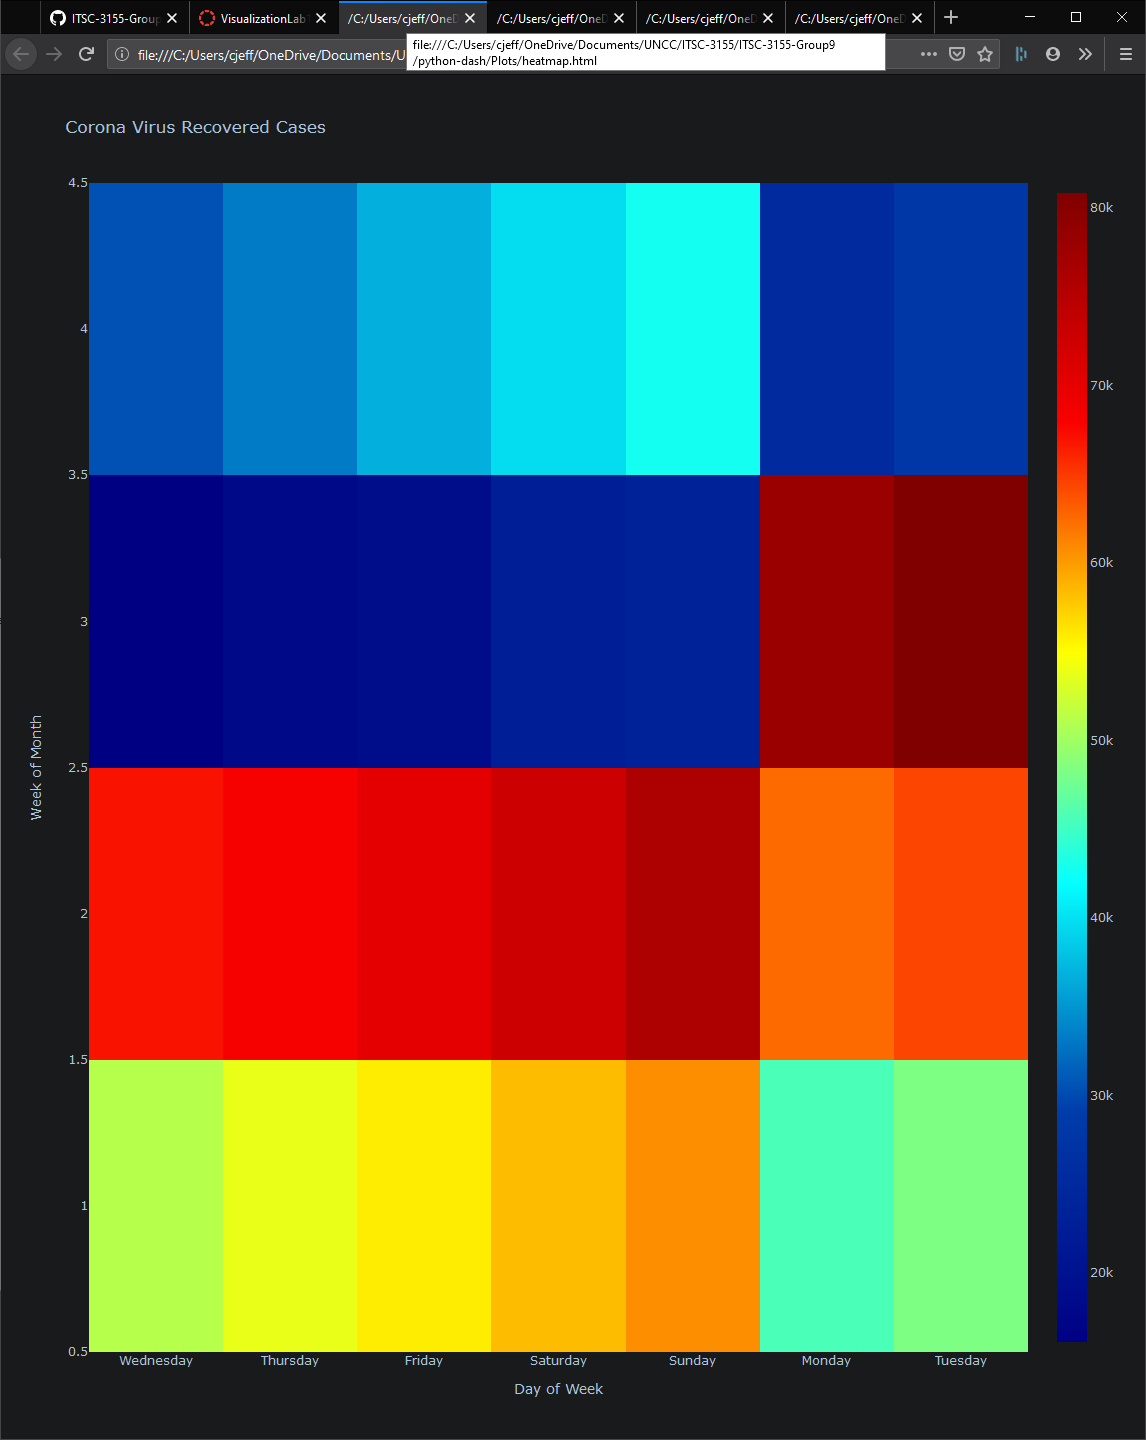 ITSC-3155-Group
VisualizationLab
/C:/Users/cjeff/OneD
/C:/Users/cjeff/OneD
/C:/Users/cjeff/OneD
/C:/Users/cjeff/OneD
file:///C:/Users/cjeff/OneDrive/Documents/U
file:///C:/Users/cjeff/OneDrive/Documents/UNCC/ITSC-3155/ITSC-3155-Group9
/python-dash/Plots/heatmap.html
Corona Virus Recovered Cases
4.5
4
3.5
3
2.5
2
1.5
1
0.5
Week of Month
Wednesday Thursday Friday Saturday Sunday Monday Tuesday
Day of Week
80k
70k
60k
50k
40k
30k
20k